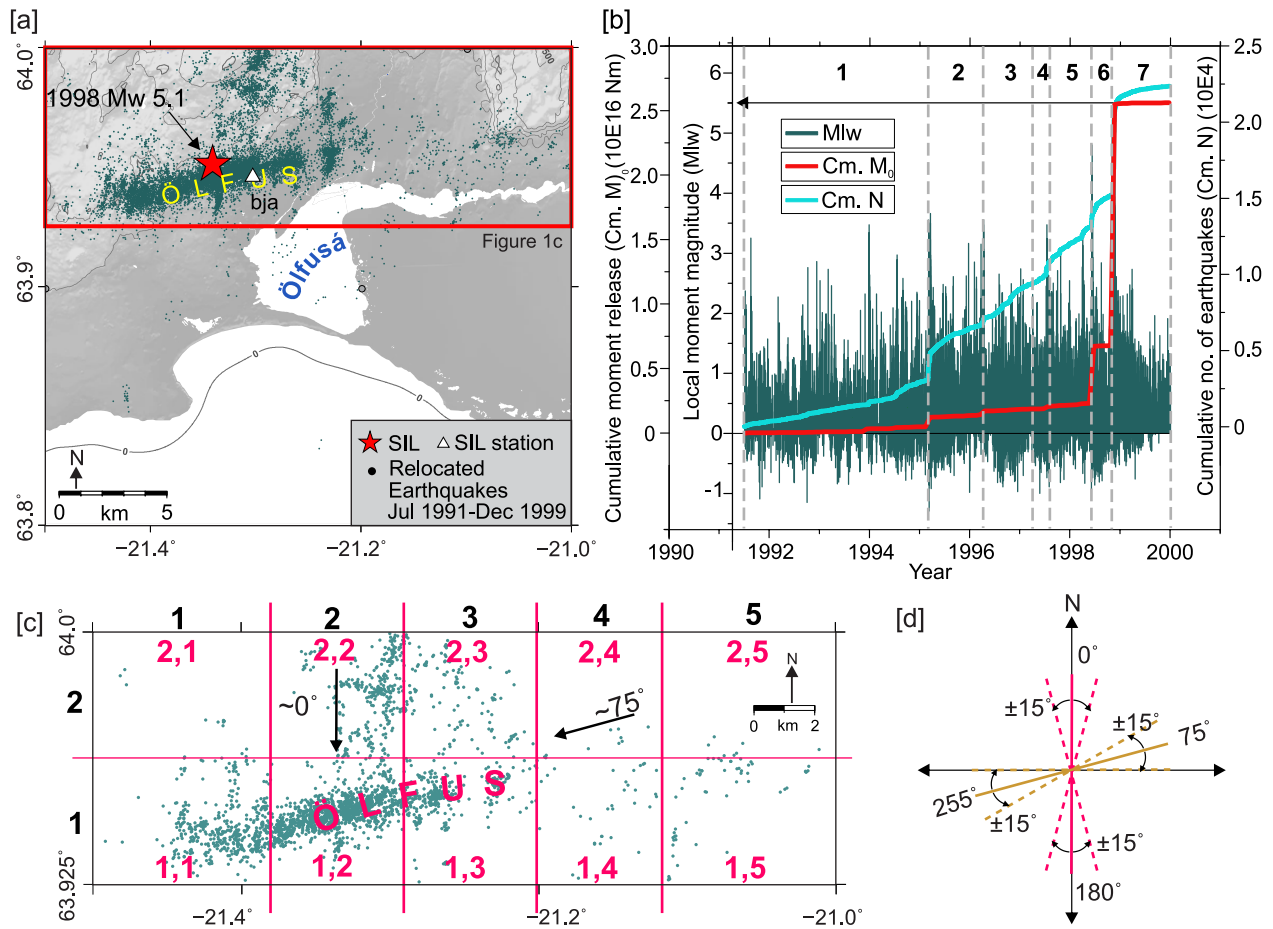 [a]
64.0°
63.9°
63.8°
1998 Mw 5.1
500
ÖLFUS
bja
Figure 1c
Ölfusá
0
0
0
SIL
SIL station
Relocated
Earthquakes
Jul 1991-Dec 1999
N
0 km 5
−21.4° −21.2° −21.0°
[b]
1 2 3 4 5 6 7
Mlw
Cm. M0
Cm. N
Cumulative moment release (Cm. M)0 (10E16 Nm)
3.0
2.5
2.0
1.5
1.0
0.5
0
Local moment magnitude (Mlw)
6
5
4
3
2
1
0
-1
Cumulative no. of earthquakes (Cm. N) (10E4)
2.5
2.0
1.5
1.0
0.5
0
1990 1992 1994 1996 1998 2000
Year
[c]
1 2 3 4 5
64.0°
2,1 2,2 2,3 2,4 2,5
2
~0°
~75°
N
0 km 2
ÖLFUS
1
1,1 1,2 1,3 1,4 1,5
63.925°
−21.4° −21.2° −21.0°
[d]
N
0°
±15°
±15°
75°
255°
±15°
±15°
180°